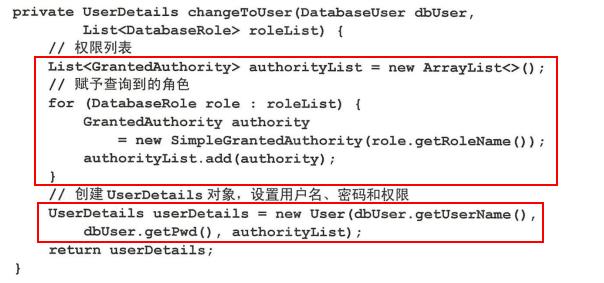 private UserDetails changeToUser(DatabaseUser dbUser,
List<DatabaseRole> roleList) {
// 权限列表
List<GrantedAuthority> authorityList = new ArrayList<>();
// 赋予查询到的角色
for (DatabaseRole role : roleList) {
GrantedAuthority authority
= new SimpleGrantedAuthority(role.getRoleName());
authorityList.add(authority);
}
// 创建 UserDetails 对象，设置用户名、密码和权限
UserDetails userDetails = new User(dbUser.getUserName(),
dbUser.getPwd(), authorityList);
return userDetails;
}